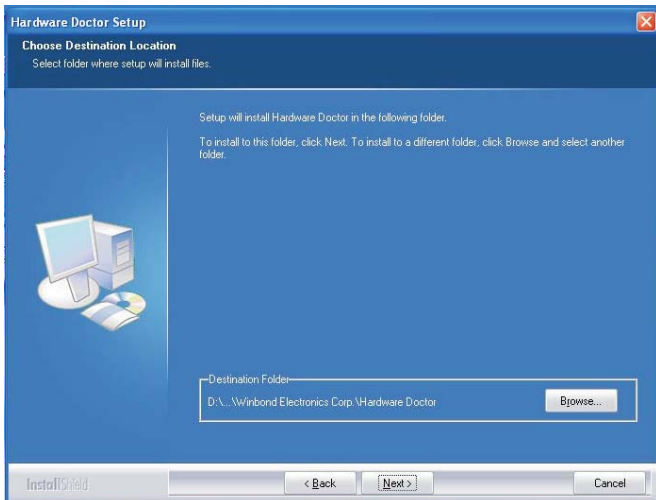 Hardware Doctor Setup
Choose Destination Location
Select folder where setup will install files.
Setup will install Hardware Doctor in the following folder.
To install to this folder, click Next. To install to a different folder, click Browse and select another
folder.
Destination Folder
D:\...\Winbond Electronics Corp.\Hardware Doctor
Browse...
InstallShield
< Back
Next >
Cancel